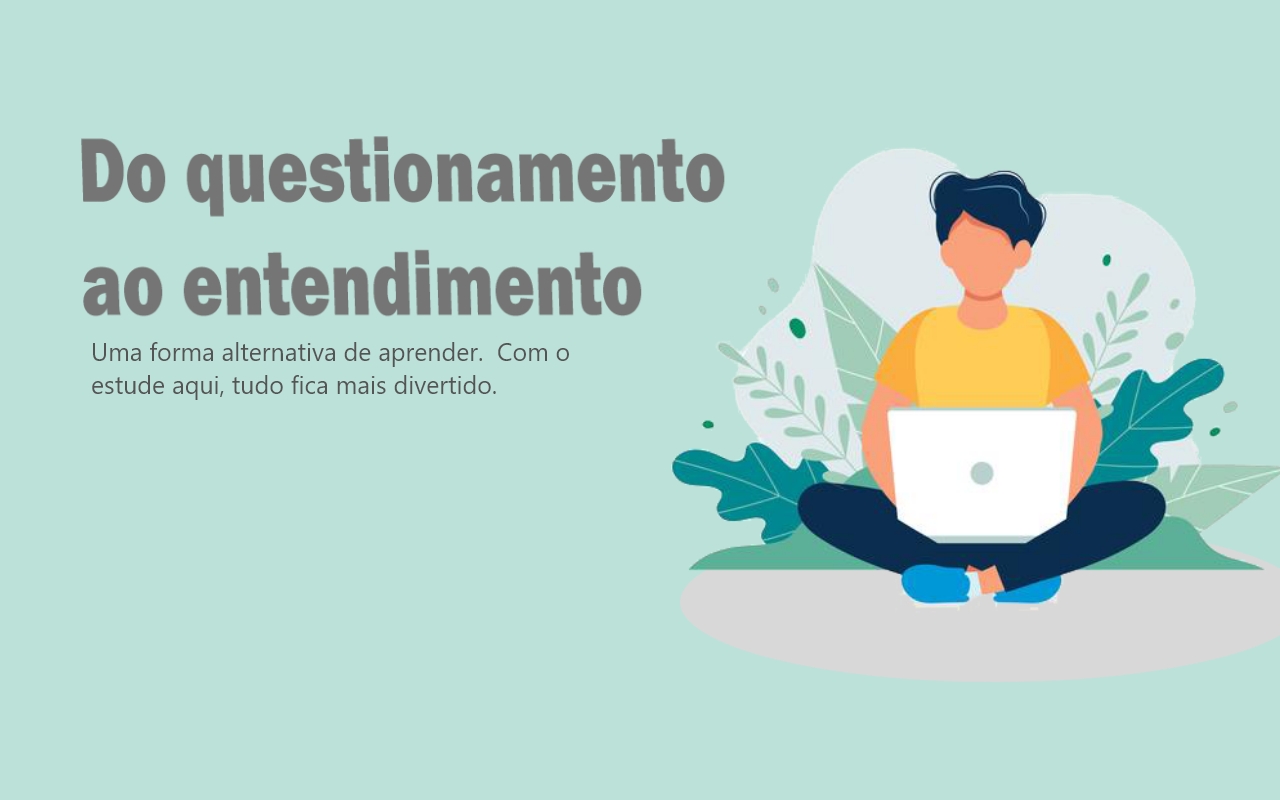 Do questionamento
ao entendimento
Uma forma alternativa de aprender.  Com o
estude aqui, tudo fica mais divertido.